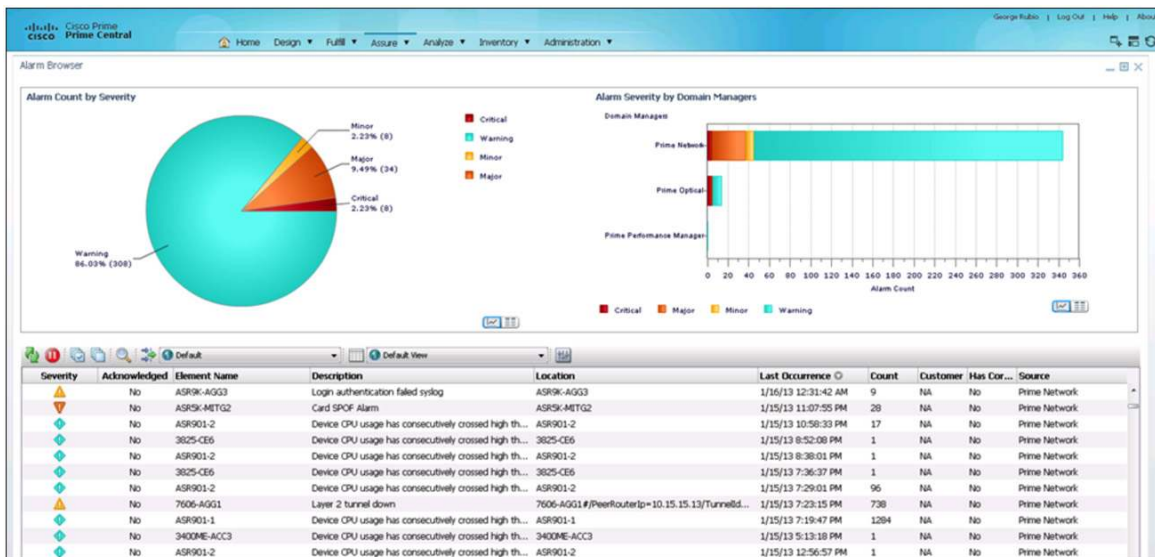 George Rubio | Log Out | Help | Abou
cisco Cisco Prime
Prime Central
Home Design Fulfill Assure Analyze Inventory Administration
Alarm Browser
Alarm Count by Severity
Minor
2.23% (8)
Major
9.49% (34)
Critical
2.23% (8)
Warning
86.03% (308)
Critical
Warning
Minor
Major
Alarm Severity by Domain Managers
Domain Managers
Prime Network
Prime Optical
Prime Performance Manager
0 20 40 60 80 100 120 140 160 180 200 220 240 260 280 300 320 340 360
Alarm Count
Critical Major Minor Warning
Default Default View
Severity Acknowledged Element Name Description Location Last Occurrence Count Customer Has Cor... Source
No ASR9K-AGG3 Login authentication failed syslog ASR9K-AGG3 1/16/13 12:31:42 AM 9 NA No Prime Network
No ASR5K-MITG2 Card SPOF Alarm ASR5K-MITG2 1/15/13 11:07:55 PM 28 NA No Prime Network
No ASR901-2 Device CPU usage has consecutively crossed high th... ASR901-2 1/15/13 10:58:33 PM 17 NA No Prime Network
No 3825-CE6 Device CPU usage has consecutively crossed high th... 3825-CE6 1/15/13 8:52:08 PM 1 NA No Prime Network
No ASR901-2 Device CPU usage has consecutively crossed high th... ASR901-2 1/15/13 8:38:01 PM 1 NA No Prime Network
No 3825-CE6 Device CPU usage has consecutively crossed high th... 3825-CE6 1/15/13 7:36:37 PM 1 NA No Prime Network
No ASR901-2 Device CPU usage has consecutively crossed high th... ASR901-2 1/15/13 7:29:01 PM 96 NA No Prime Network
No 7606-AGG1 Layer 2 tunnel down 7606-AGG1#/PeerRouterIp=10.15.15.13/TunnelId... 1/15/13 7:23:15 PM 738 NA No Prime Network
No ASR901-1 Device CPU usage has consecutively crossed high th... ASR901-1 1/15/13 7:19:47 PM 1284 NA No Prime Network
No 3400ME-ACC3 Device CPU usage has consecutively crossed high th... 3400ME-ACC3 1/15/13 5:13:18 PM 1 NA No Prime Network
No ASR901-2 Device CPU usage has consecutively crossed high th... ASR901-2 1/15/13 12:56:57 PM 1 NA No Prime Network